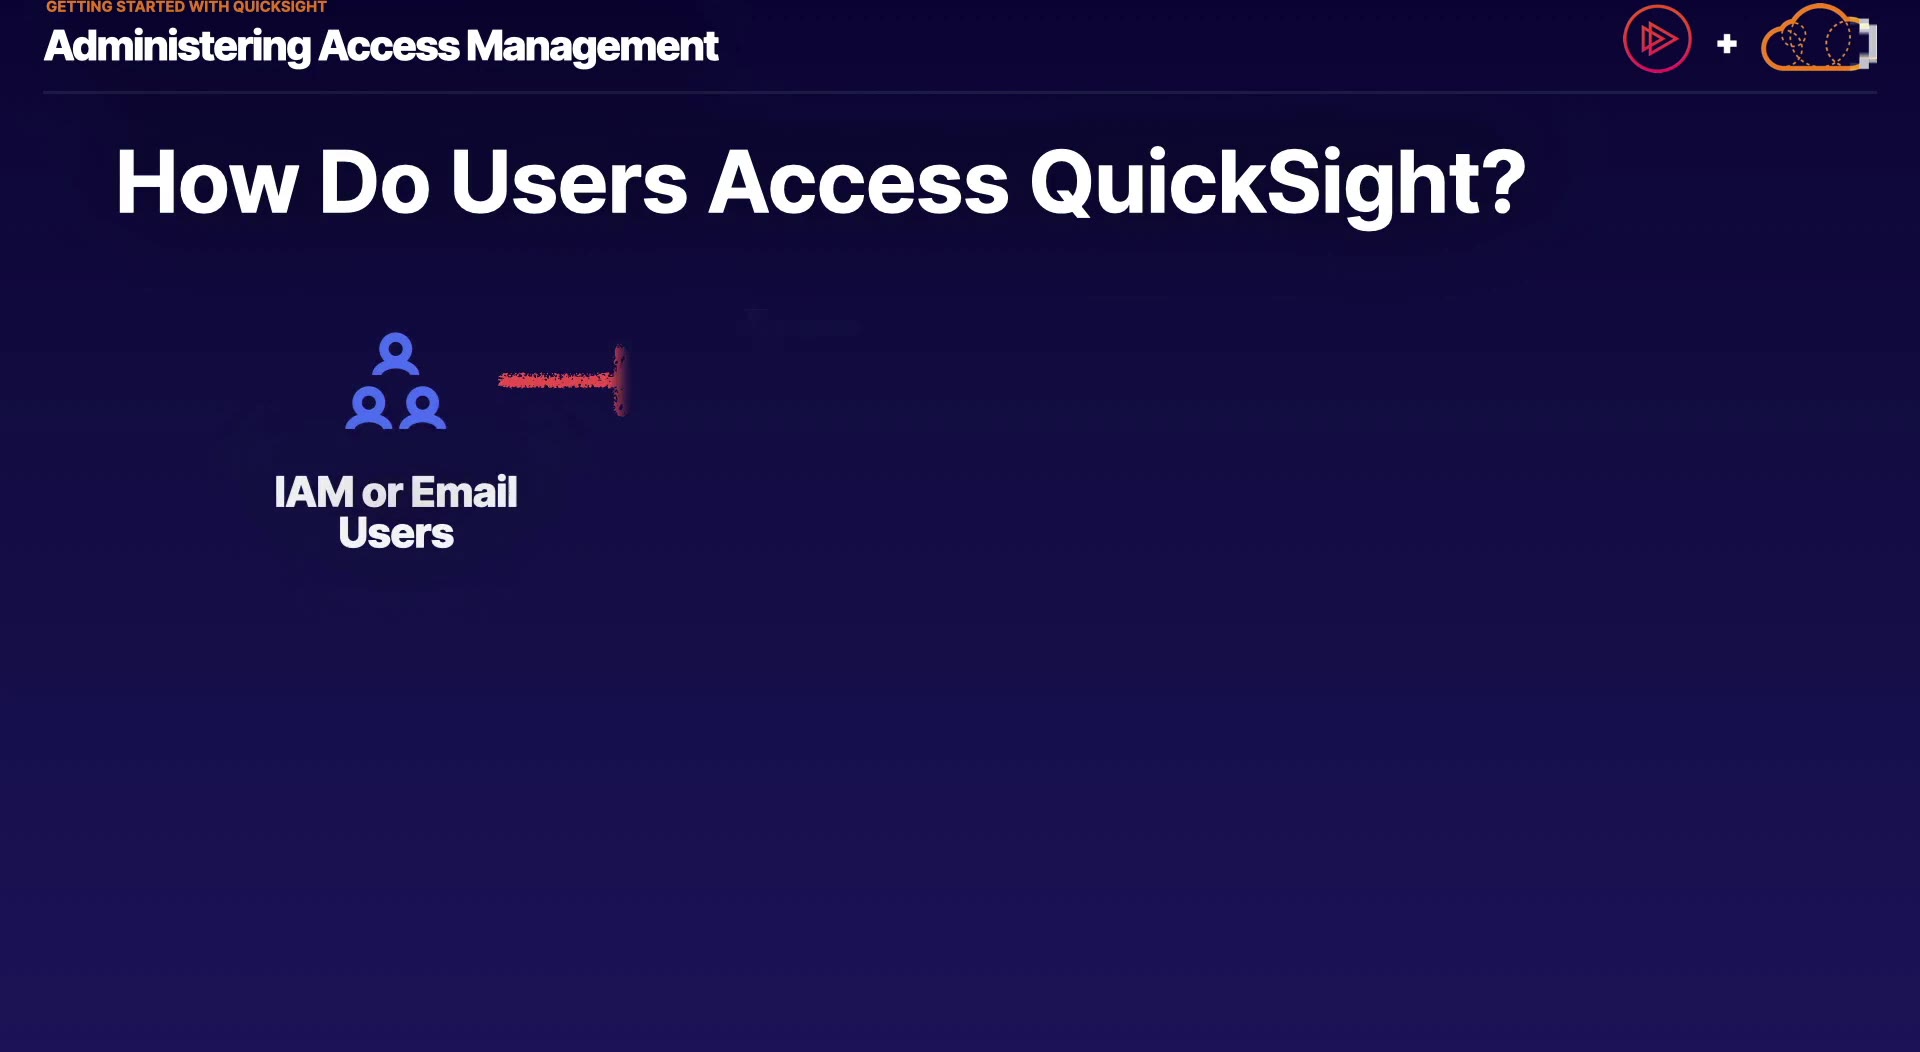 GETTING STARTED WITH QUICKSIGHT
Administering Access Management
How Do Users Access QuickSight?
IAM or Email
Users